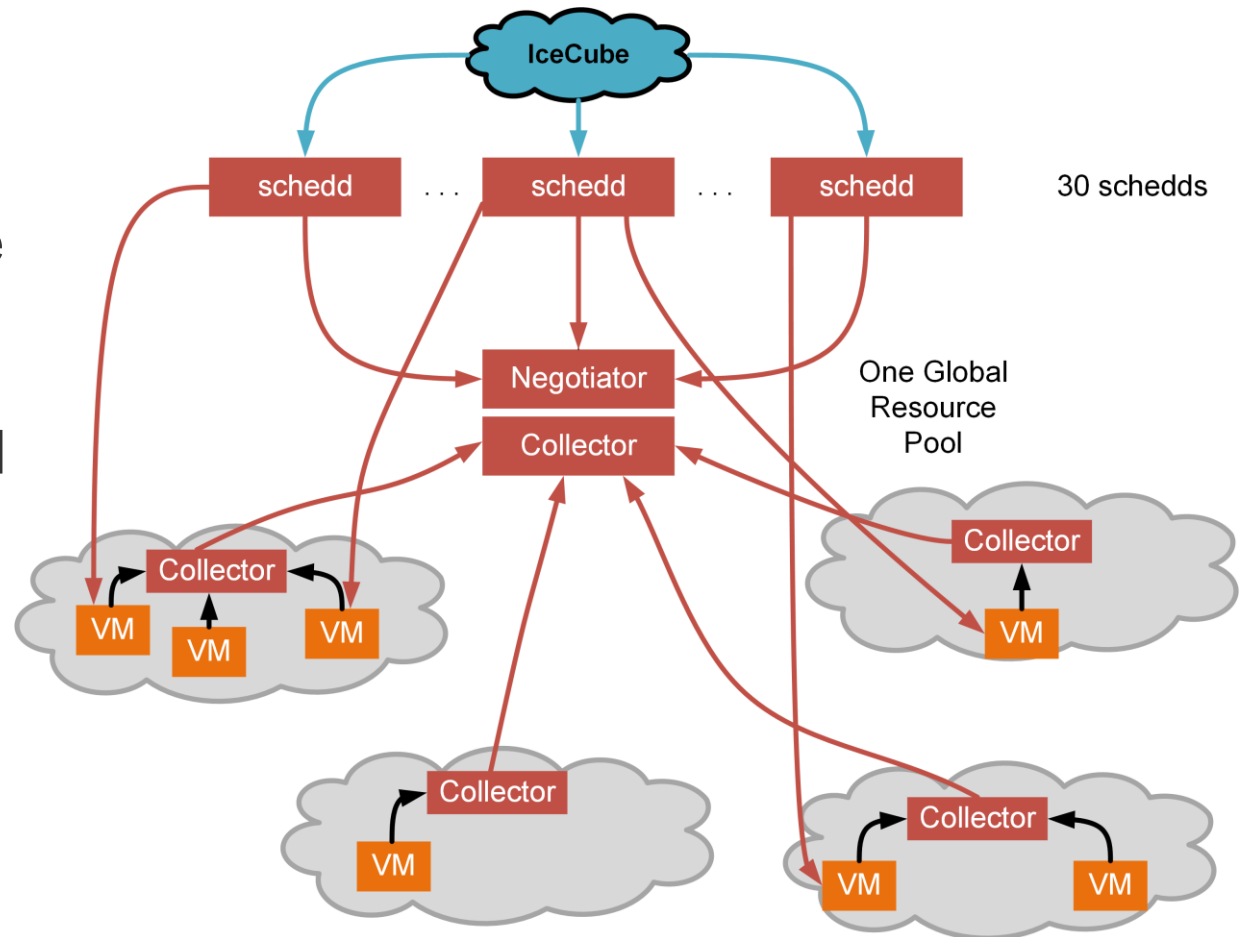 IceCube
schedd
. . .
schedd
. . .
schedd
30 schedds
e
Negotiator
One Global
Resource
Pool
Collector
Collector
VM
VM
VM
Collector
VM
Collector
VM
Collector
VM
VM